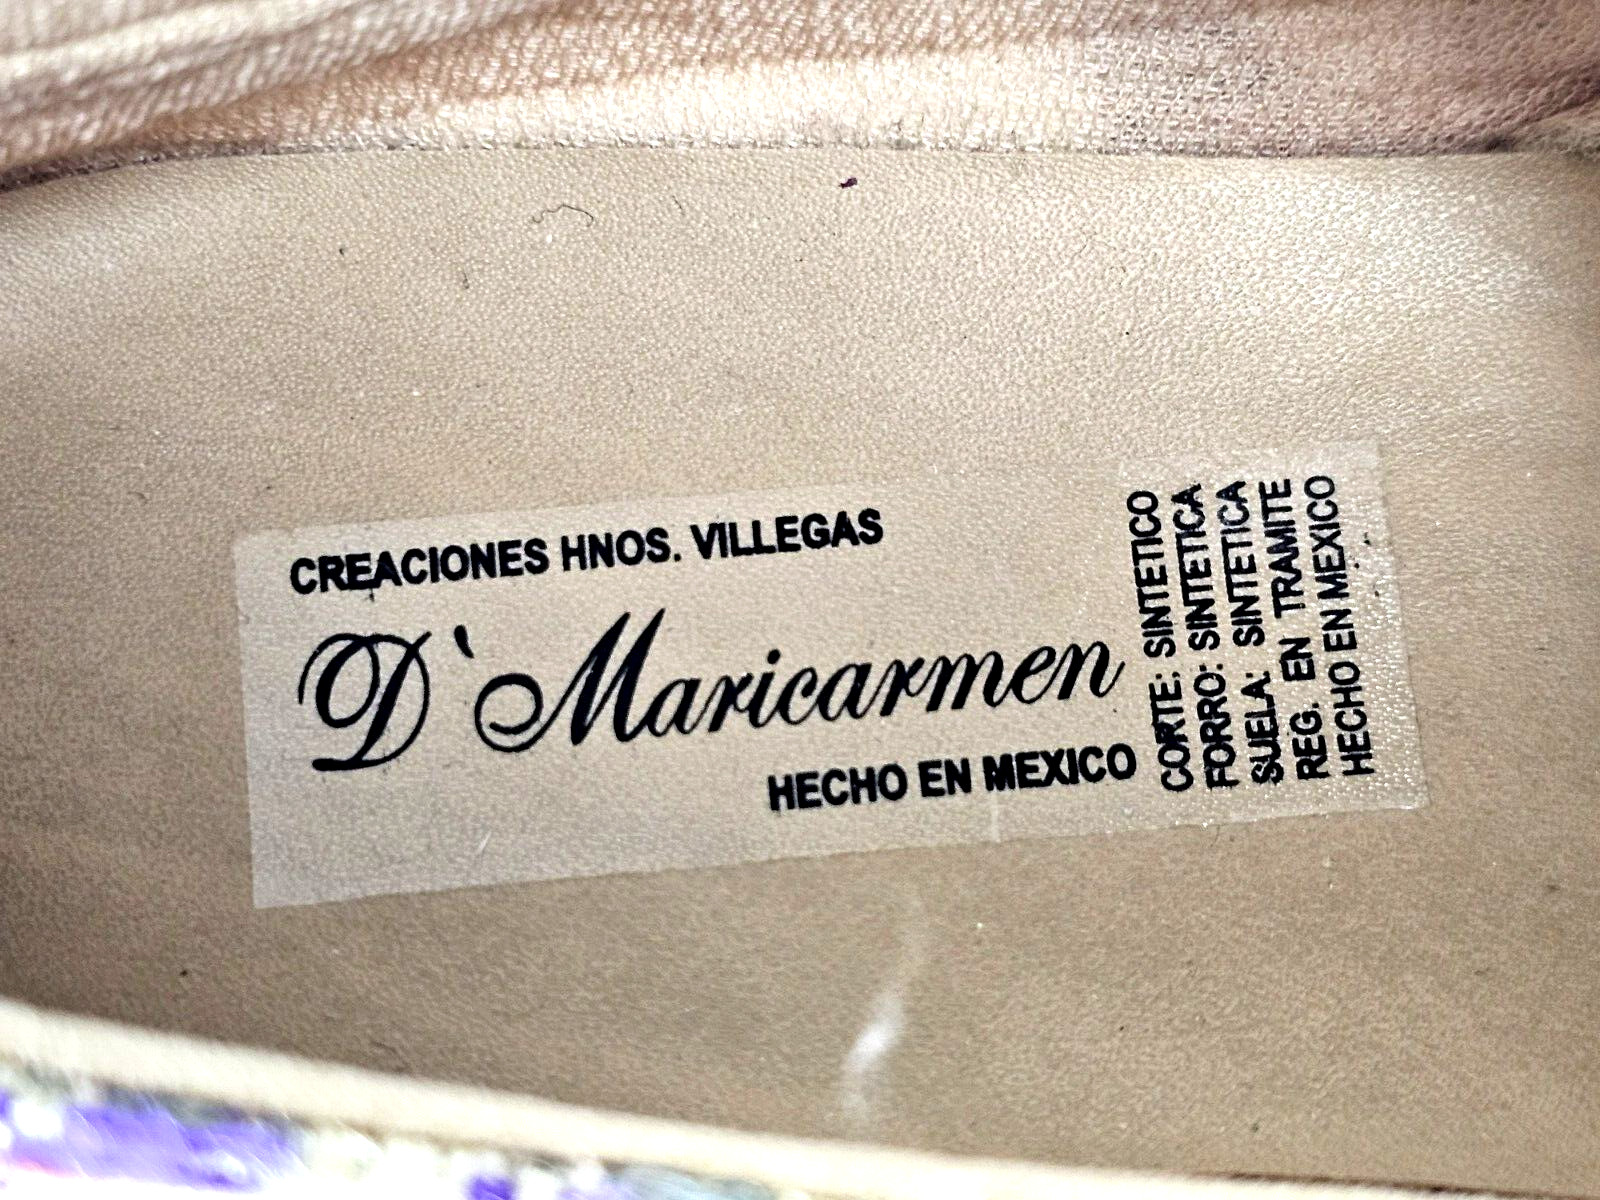 CREACIONES HNOS. VILLEGAS
D`Maricarmen
HECHO EN MEXICO
CORTE: SINTETICO
FORRO: SINTETICA
SUELA: SINTETICA
REG. EN TRAMITE
HECHO EN MEXICO